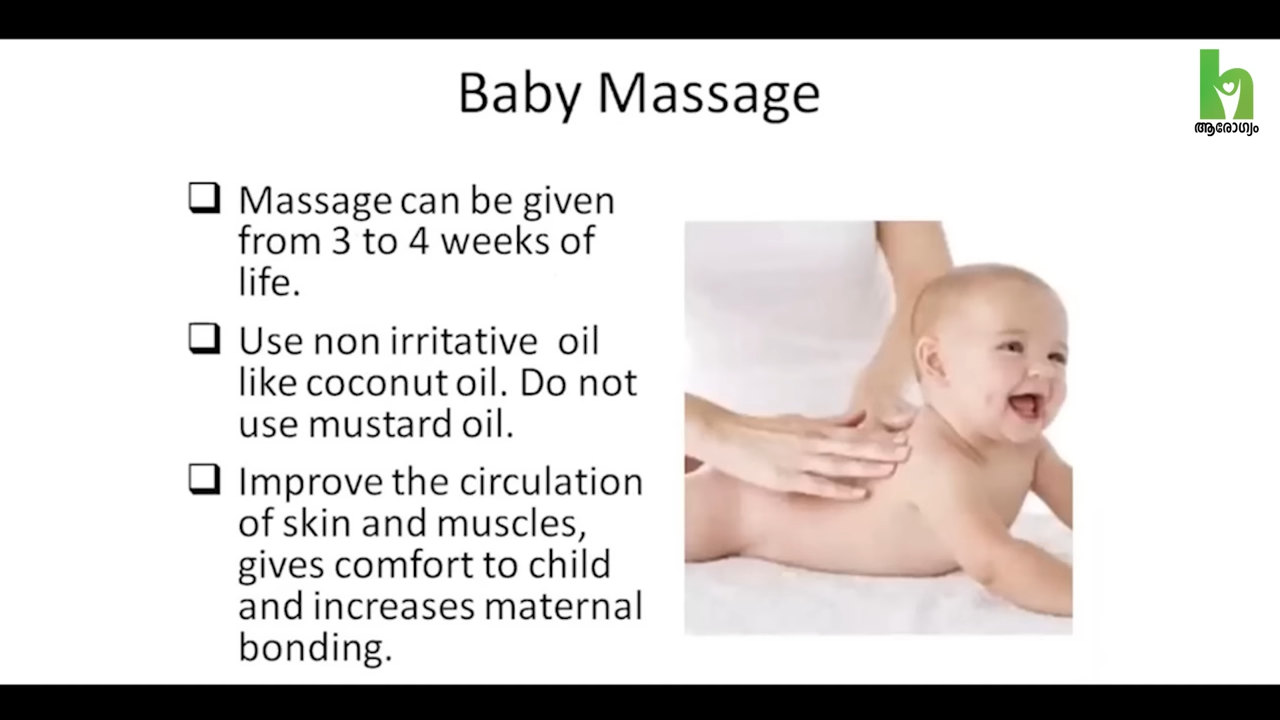 Baby Massage
ആരോഗ്യം
Massage can be given
from 3 to 4 weeks of
life.
Use non irritative oil
like coconut oil. Do not
use mustard oil.
Improve the circulation
of skin and muscles,
gives comfort to child
and increases maternal
bonding.